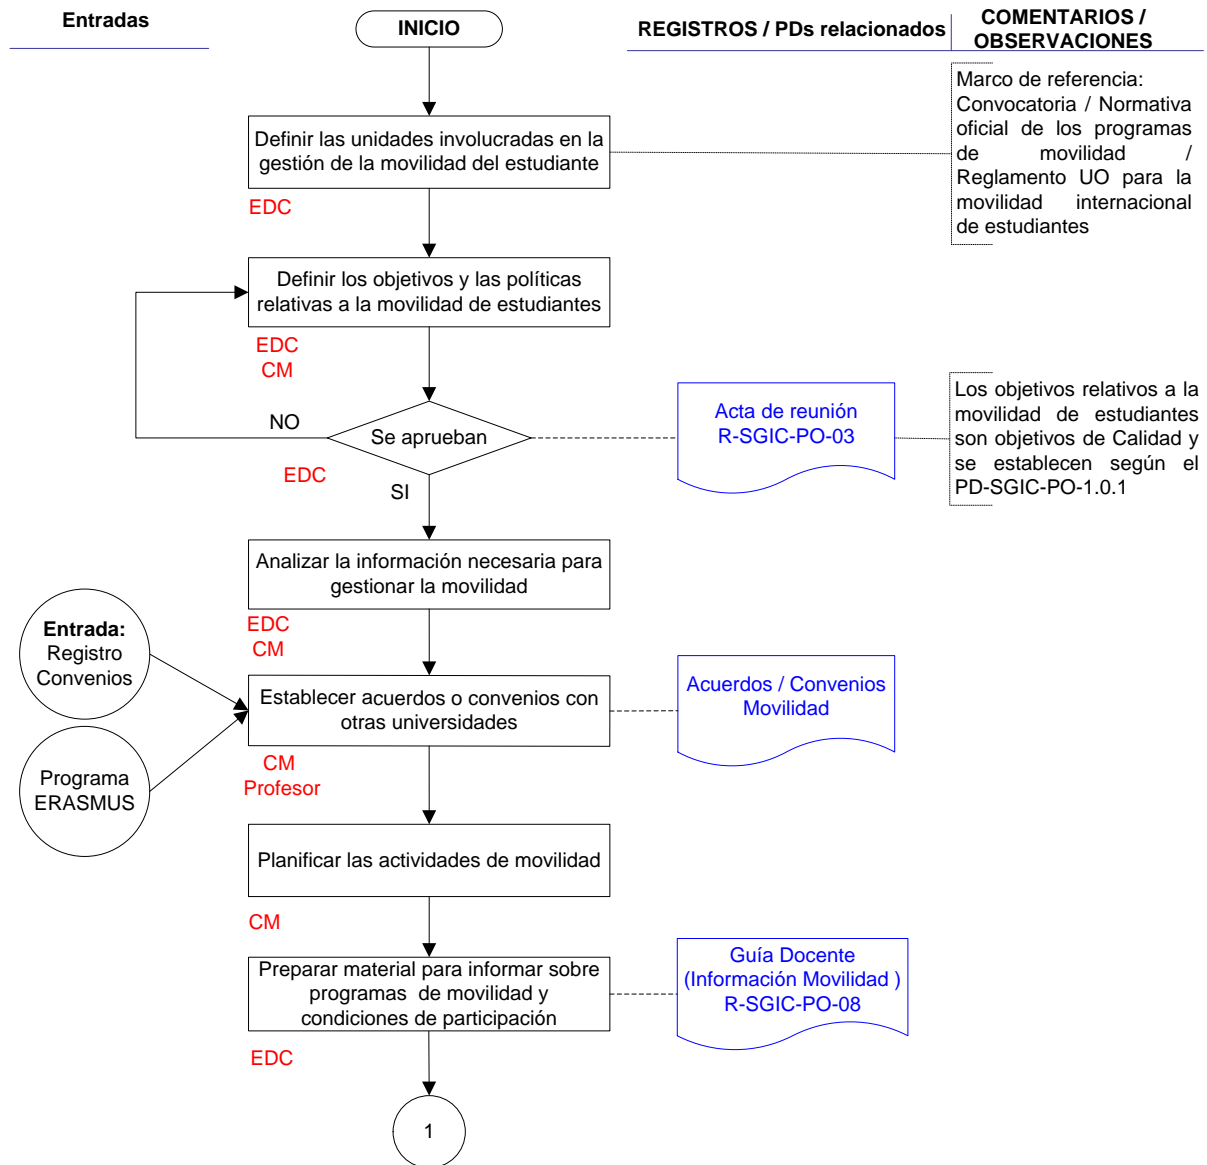 Entradas
INICIO
REGISTROS / PDs relacionados
COMENTARIOS /
OBSERVACIONES
Marco de referencia:
Convocatoria / Normativa
oficial de los programas
de movilidad /
Reglamento UO para la
movilidad internacional
de estudiantes
Definir las unidades involucradas en la
gestión de la movilidad del estudiante
EDC
Definir los objetivos y las políticas
relativas a la movilidad de estudiantes
EDC
CM
NO
Se aprueban
EDC
SI
Acta de reunión
R-SGIC-PO-03
Los objetivos relativos a la
movilidad de estudiantes
son objetivos de Calidad y
se establecen según el
PD-SGIC-PO-1.0.1
Analizar la información necesaria para
gestionar la movilidad
EDC
CM
Entrada:
Registro
Convenios
Programa
ERASMUS
Establecer acuerdos o convenios con
otras universidades
CM
Profesor
Acuerdos / Convenios
Movilidad
Planificar las actividades de movilidad
CM
Preparar material para informar sobre
programas de movilidad y
condiciones de participación
EDC
Guía Docente
(Información Movilidad )
R-SGIC-PO-08
1